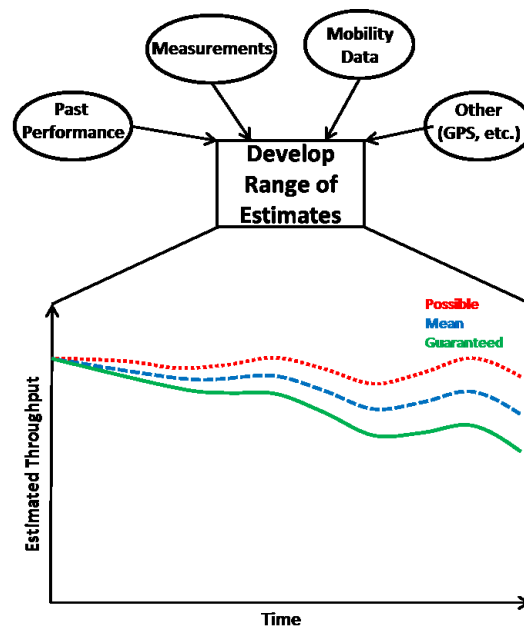 Measurements
Mobility
Data
Past
Performance
Other
(GPS, etc.)
Develop
Range of
Estimates
Possible
Mean
Guaranteed
Estimated Throughput
Time